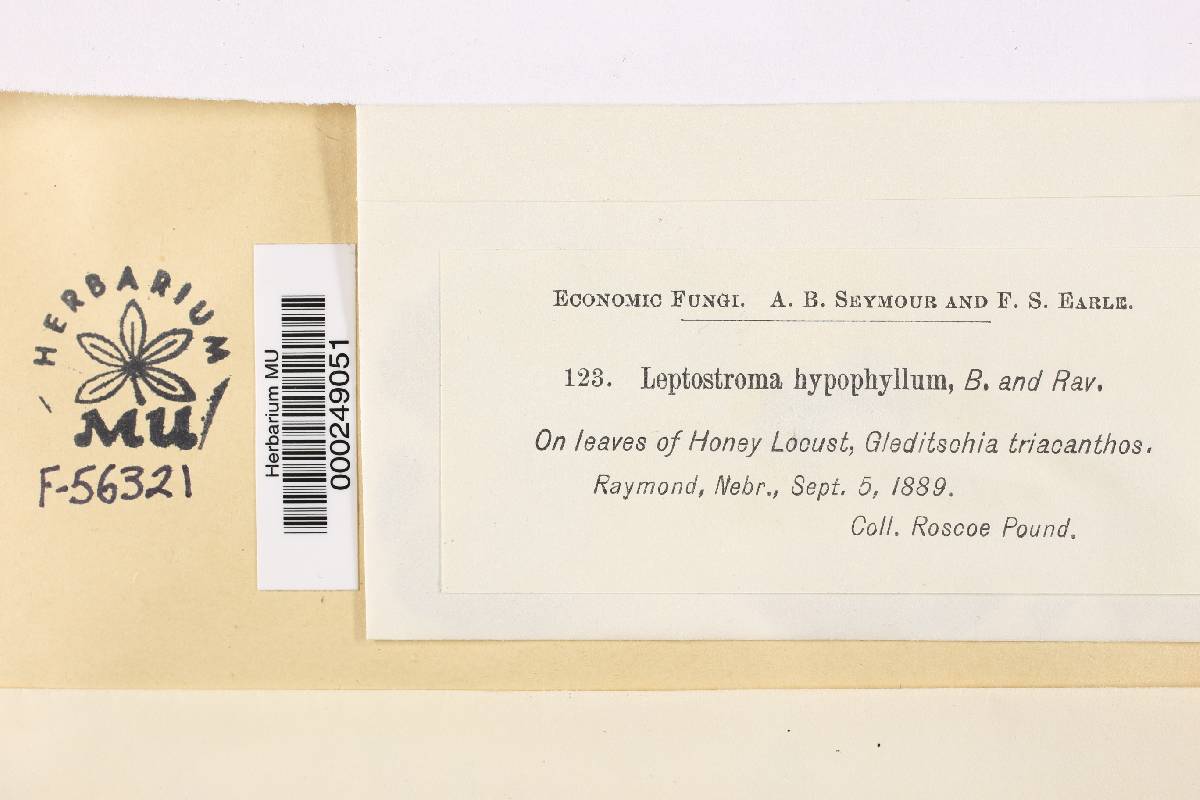 HERBARIUM
MU
F-56321
Herbarium MU
000249051
ECONOMIC FUNGI. A. B. SEYMOUR AND F. S. EARLE.
123. Leptostroma hypophyllum, B. and Rav.
On leaves of Honey Locust, Gleditschia triacanthos.
Raymond, Nebr., Sept. 5, 1889.
Coll. Roscoe Pound.